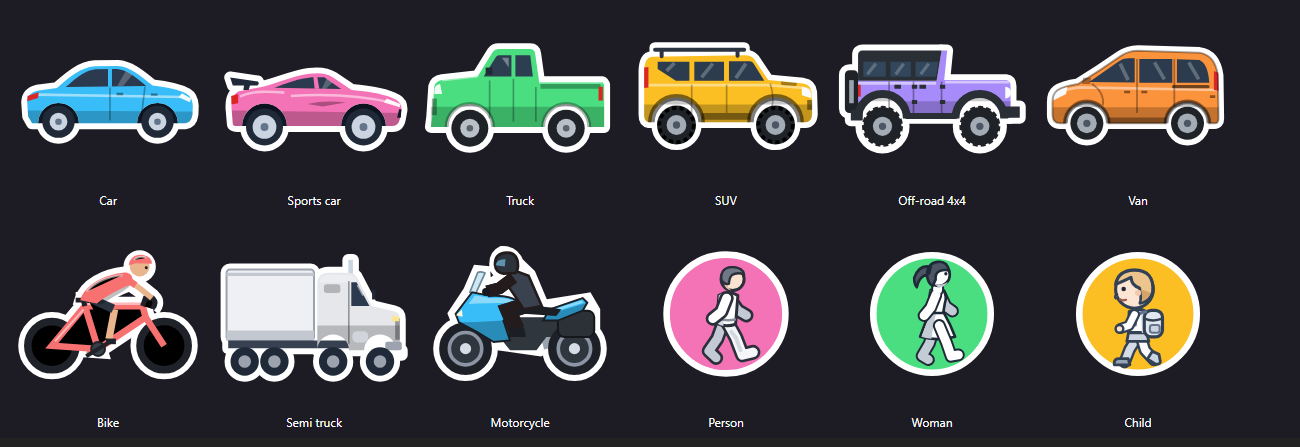 Car
Sports car
Truck
SUV
Off-road 4x4
Van
Bike
Semi truck
Motorcycle
Person
Woman
Child